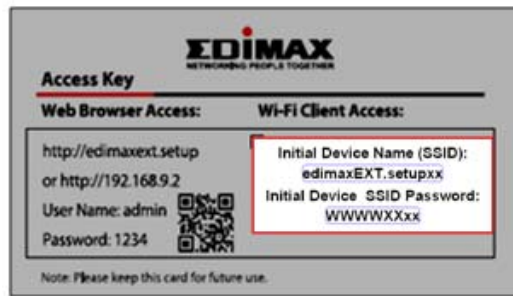 EDIMAX
NETWORKING PEOPLE TOGETHER
Access Key
Web Browser Access:
Wi-Fi Client Access:
http://edimaxext.setup
or http://192.168.9.2
User Name: admin
Password: 1234
Initial Device Name (SSID):
edimaxEXT.setupxx
Initial Device SSID Password:
WWWWXXxx
Note: Please keep this card for future use.